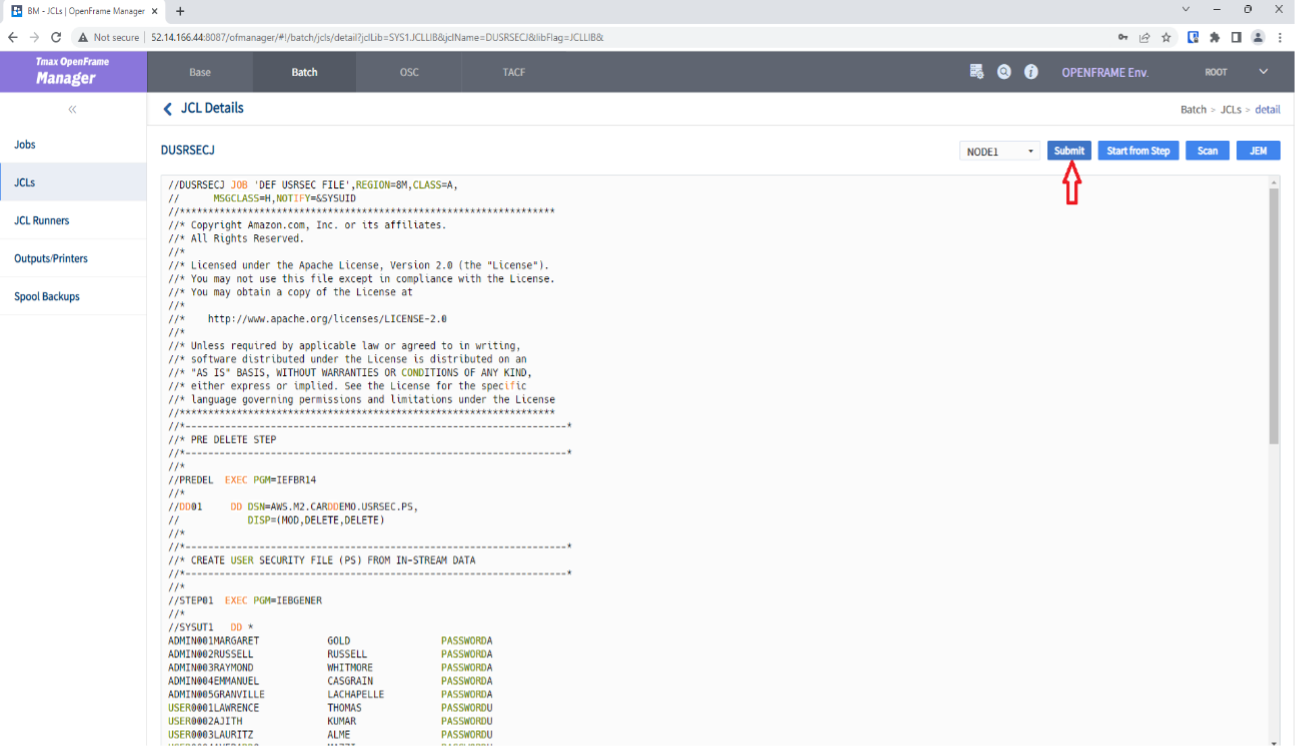 BM - JCLs | OpenFrame Manager
Not secure | 52.14.166.44:8087/ofmanager/#!/batch/jcls/detail?jclLib=SYS1.JCLLIB&jclName=DUSRSECJ&libFlag=JCLLIB&
Tmax OpenFrame
Manager
Base Batch OSC TACF
OPENFRAME Env. ROOT
JCL Details
Batch > JCLs > detail
Jobs
JCLs
JCL Runners
Outputs/Printers
Spool Backups
DUSRSECJ
NODE1 Submit Start from Step Scan JEM
//DUSRSECJ JOB 'DEF USRSEC FILE',REGION=8M,CLASS=A,
// MSGCLASS=H,NOTIFY=&SYSUID
//******************************************************************
//* Copyright Amazon.com, Inc. or its affiliates.
//* All Rights Reserved.
//*
//* Licensed under the Apache License, Version 2.0 (the "License").
//* You may not use this file except in compliance with the License.
//* You may obtain a copy of the License at
//*
//* http://www.apache.org/licenses/LICENSE-2.0
//*
//* Unless required by applicable law or agreed to in writing,
//* software distributed under the License is distributed on an
//* "AS IS" BASIS, WITHOUT WARRANTIES OR CONDITIONS OF ANY KIND,
//* either express or implied. See the License for the specific
//* language governing permissions and limitations under the License
//******************************************************************
//*-------------------------------------------------------------------*
//* PRE DELETE STEP
//*-------------------------------------------------------------------*
//*
//PREDEL EXEC PGM=IEFBR14
//*
//DD01 DD DSN=AWS.M2.CARDDEMO.USRSEC.PS,
// DISP=(MOD,DELETE,DELETE)
//*
//*-------------------------------------------------------------------*
//* CREATE USER SECURITY FILE (PS) FROM IN-STREAM DATA
//*-------------------------------------------------------------------*
//*
//STEP01 EXEC PGM=IEBGENER
//*
//SYSUT1 DD *
ADMIN001MARGARET GOLD PASSWORDA
ADMIN002RUSSELL RUSSELL PASSWORDA
ADMIN003RAYMOND WHITMORE PASSWORDA
ADMIN004EMMANUEL CASGRAIN PASSWORDA
ADMIN005GRANVILLE LACHAPELLE PASSWORDA
USER0001LAWRENCE THOMAS PASSWORDU
USER0002AJITH KUMAR PASSWORDU
USER0003LAURITZ ALME PASSWORDU